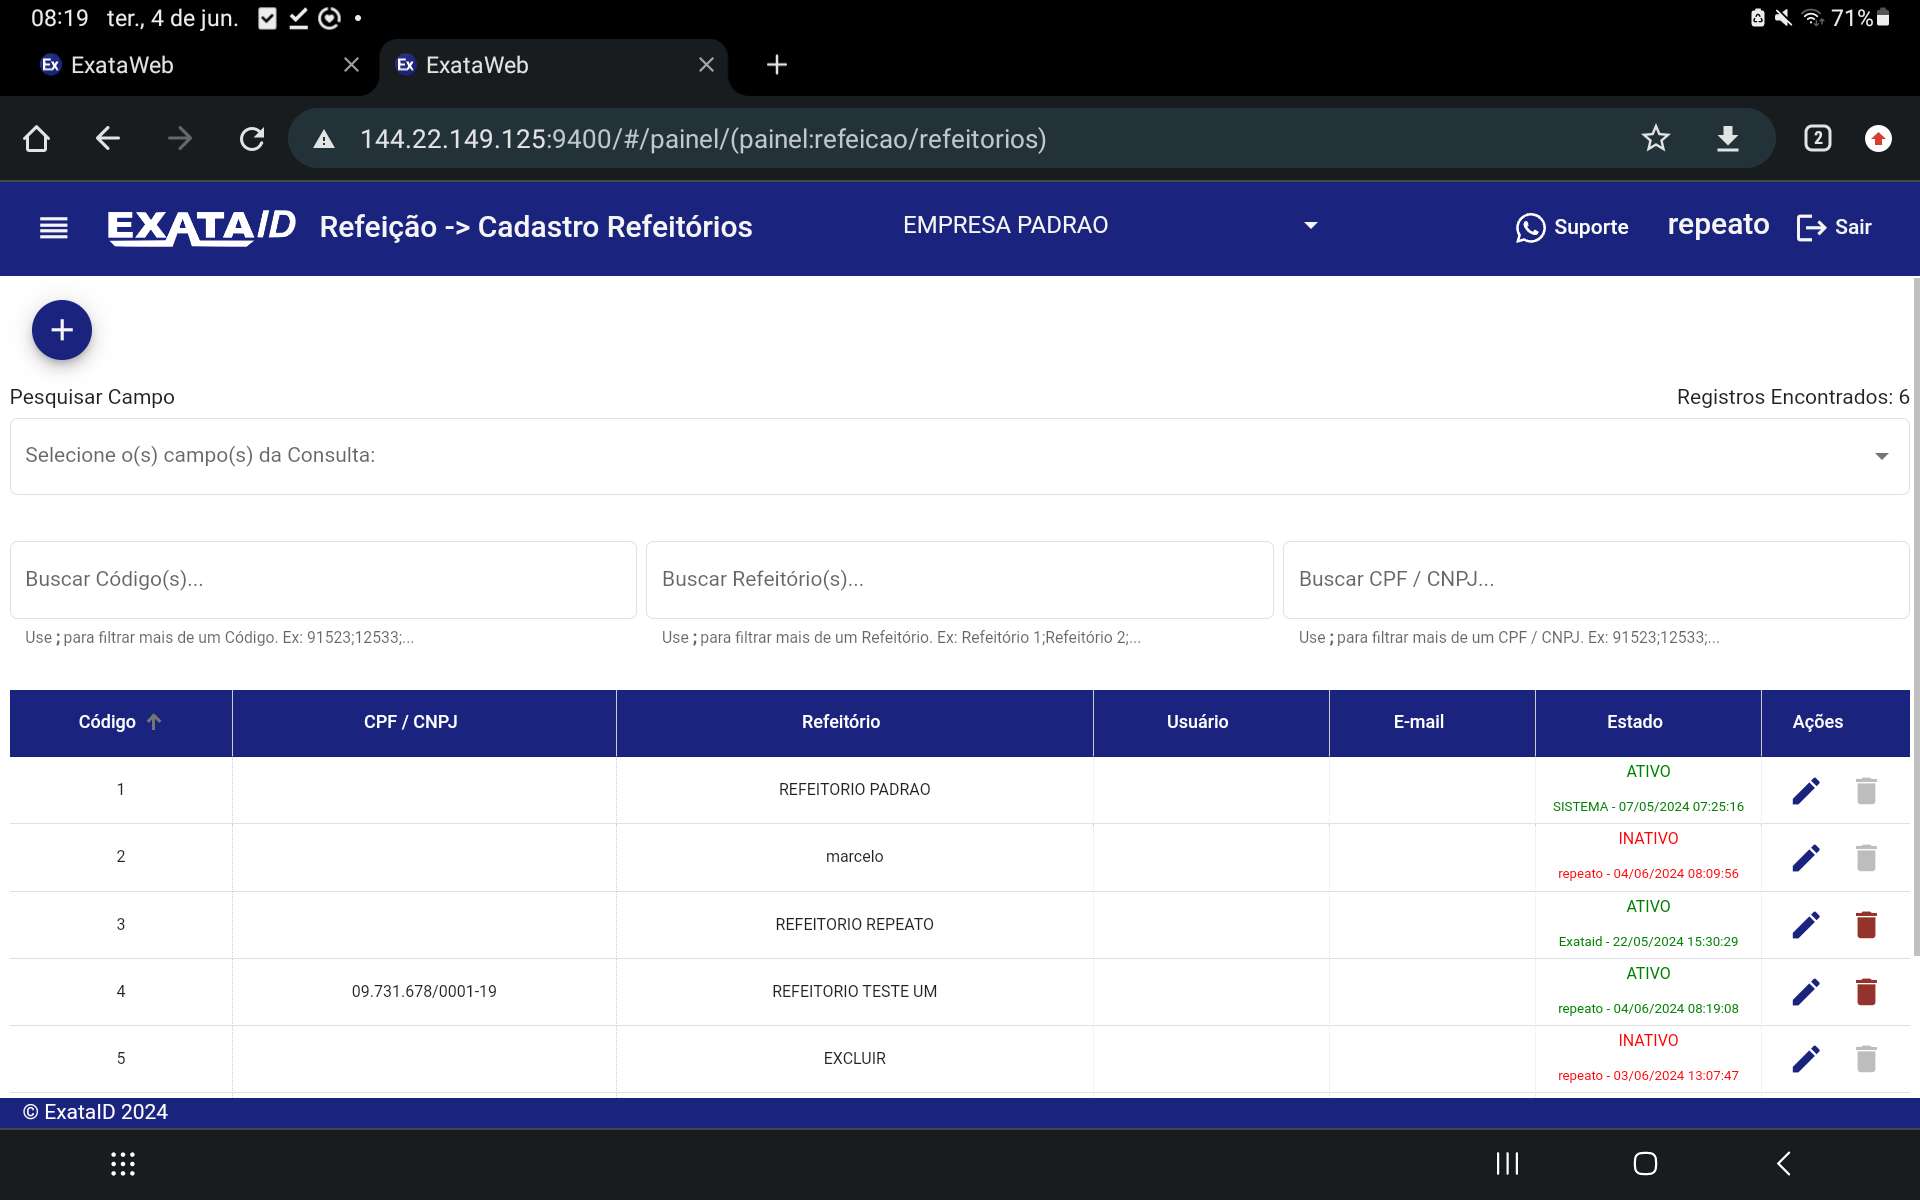 08:19 ter., 4 de jun. 71%
Ex ExataWeb Ex ExataWeb
144.22.149.125:9400/#/painel/(painel:refeicao/refeitorios) 2
EXATAID Refeição -> Cadastro Refeitórios EMPRESA PADRAO Suporte repeato Sair
Pesquisar Campo Registros Encontrados: 6
Selecione o(s) campo(s) da Consulta:
Buscar Código(s)... Buscar Refeitório(s)... Buscar CPF / CNPJ...
Use ; para filtrar mais de um Código. Ex: 91523;12533;... Use ; para filtrar mais de um Refeitório. Ex: Refeitório 1;Refeitório 2;... Use ; para filtrar mais de um CPF / CNPJ. Ex: 91523;12533;...
Código CPF / CNPJ Refeitório Usuário E-mail Estado Ações
1 REFEITORIO PADRAO ATIVO
SISTEMA - 07/05/2024 07:25:16
2 marcelo INATIVO
repeato - 04/06/2024 08:09:56
3 REFEITORIO REPEATO ATIVO
Exataid - 22/05/2024 15:30:29
4 09.731.678/0001-19 REFEITORIO TESTE UM ATIVO
repeato - 04/06/2024 08:19:08
5 EXCLUIR INATIVO
repeato - 03/06/2024 13:07:47
© ExataID 2024